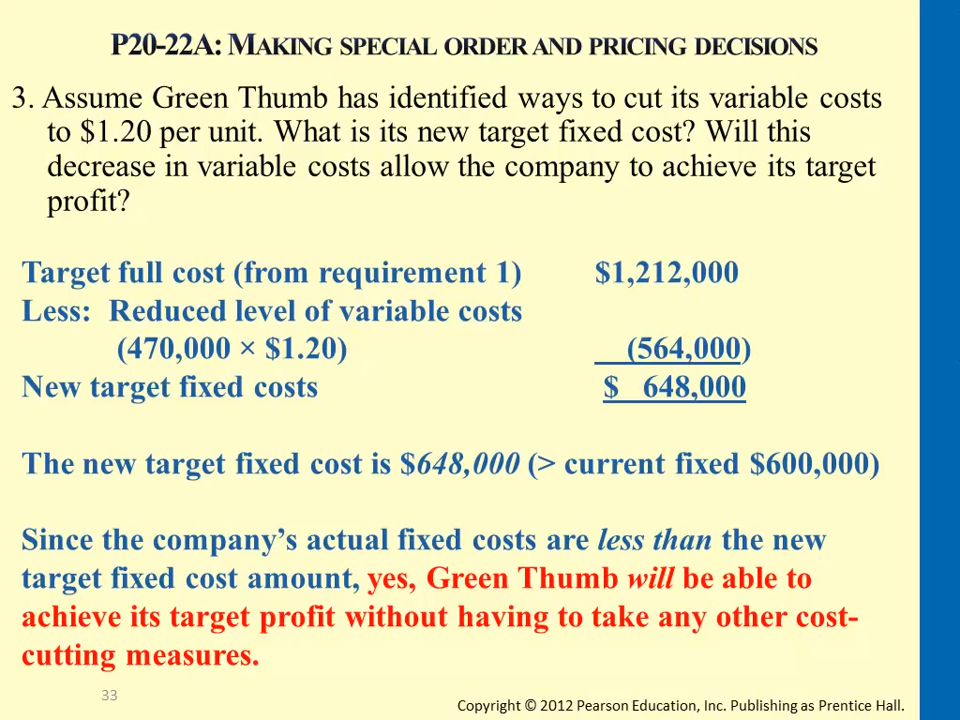 P20-22A: MAKING SPECIAL ORDER AND PRICING DECISIONS
3. Assume Green Thumb has identified ways to cut its variable costs
to $1.20 per unit. What is its new target fixed cost? Will this
decrease in variable costs allow the company to achieve its target
profit?
Target full cost (from requirement 1) $1,212,000
Less: Reduced level of variable costs
(470,000 × $1.20) (564,000)
New target fixed costs $ 648,000
The new target fixed cost is $648,000 (> current fixed $600,000)
Since the company’s actual fixed costs are less than the new
target fixed cost amount, yes, Green Thumb will be able to
achieve its target profit without having to take any other cost-
cutting measures.
33
Copyright © 2012 Pearson Education, Inc. Publishing as Prentice Hall.